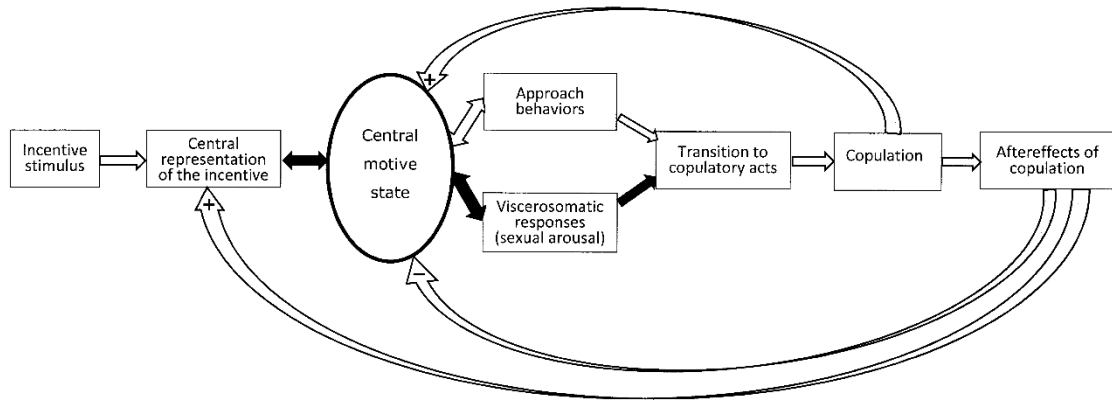 Incentive
stimulus
Central
representation
of the incentive
Central
motive
state
Approach
behaviors
Viscerosomatic
responses
(sexual arousal)
Transition to
copulatory acts
Copulation
Aftereffects of
copulation
+
+
−